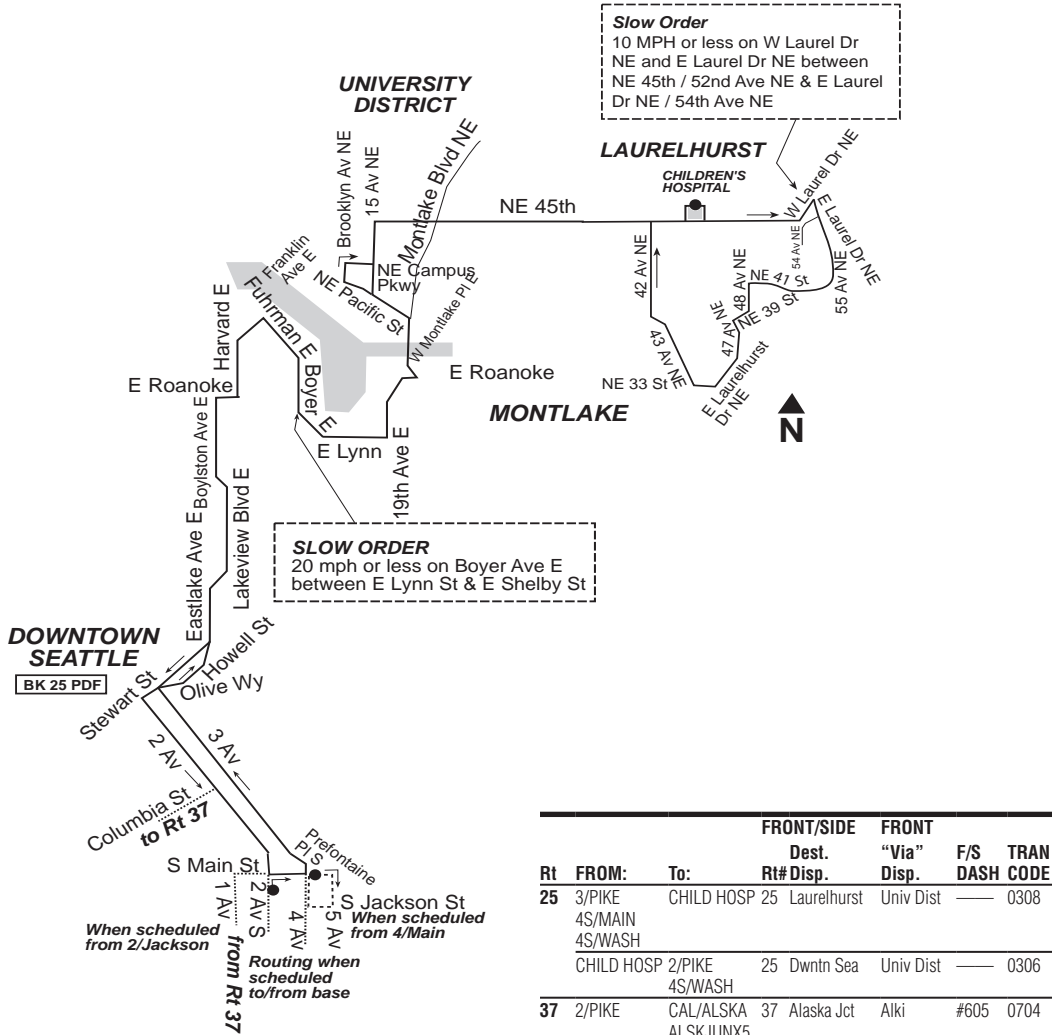 Slow Order
10 MPH or less on W Laurel Dr
NE and E Laurel Dr NE between
NE 45th / 52nd Ave NE & E Laurel
Dr NE / 54th Ave NE
UNIVERSITY
DISTRICT
LAURELHURST
CHILDREN'S
HOSPITAL
Brooklyn Av NE
15 Av NE
Montlake Blvd NE
NE 45th
W Laurel Dr NE
E Laurel Dr NE
54 Av NE
55 Av NE
NE 41 St
48 Av NE
NE 39 St
47 Av NE
42 Av NE
43 Av NE
NE 33 St
E Laurelhurst
Dr NE
Franklin
Ave E
NE Campus
Pkwy
NE Pacific St
W Montlake Pl E
Fuhrman E
Harvard E
Boyer E
E Roanoke
E Roanoke
MONTLAKE
N
E Lynn
19th Ave E
Boylston Ave E
Lakeview Blvd E
Eastlake Ave E
SLOW ORDER
20 mph or less on Boyer Ave E
between E Lynn St & E Shelby St
DOWNTOWN
SEATTLE
BK 25 PDF
Howell St
Olive Wy
Stewart St
2 Av
3 Av
Columbia St
to Rt 37
Prefontaine
Pl S
S Main St
S Jackson St
1 Av
2 Av S
4 Av
5 Av
When scheduled
from 2/Jackson
When scheduled
from 4/Main
from Rt 37
Routing when
scheduled
to/from base
FRONT/SIDE FRONT
Dest. "Via" F/S TRAN
Rt FROM: To: Rt# Disp. Disp. DASH CODE
25 3/PIKE CHILD HOSP 25 Laurelhurst Univ Dist —— 0308
4S/MAIN
4S/WASH
CHILD HOSP 2/PIKE 25 Dwntn Sea Univ Dist —— 0306
4S/WASH
37 2/PIKE CAL/ALSKA 37 Alaska Jct Alki #605 0704
ALSKJUNX5